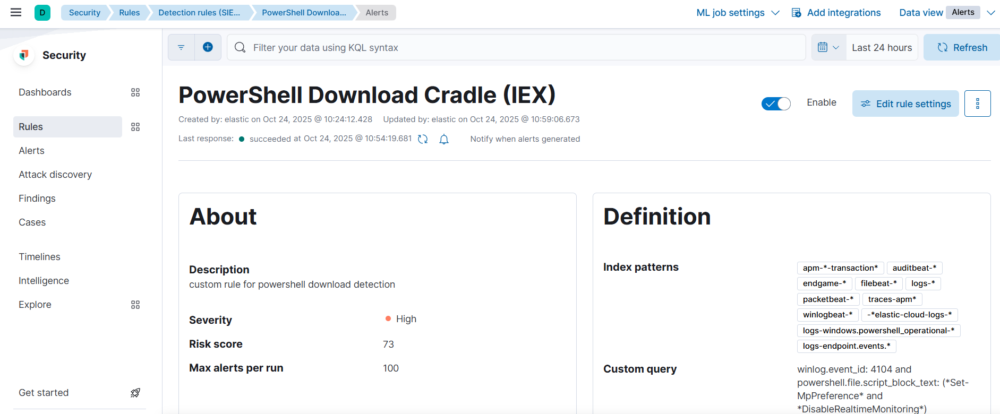 D
Security
Rules
Detection rules (SIE...
PowerShell Downloa...
Alerts
ML job settings
Add integrations
Data view
Alerts
Security
Filter your data using KQL syntax
Last 24 hours
Refresh
Dashboards
Rules
Alerts
Attack discovery
Findings
Cases
Timelines
Intelligence
Explore
Get started
PowerShell Download Cradle (IEX)
Created by: elastic on Oct 24, 2025 @ 10:24:12.428 Updated by: elastic on Oct 24, 2025 @ 10:59:06.673
Last response: succeeded at Oct 24, 2025 @ 10:54:19.681 Notify when alerts generated
Enable
Edit rule settings
About
Description
custom rule for powershell download detection
Severity High
Risk score 73
Max alerts per run 100
Definition
Index patterns
apm-*-transaction* auditbeat-*
endgame-* filebeat-* logs-*
packetbeat-* traces-apm*
winlogbeat-* -*elastic-cloud-logs-*
logs-windows.powershell_operational-*
logs-endpoint.events.*
Custom query
winlog.event_id: 4104 and
powershell.file.script_block_text: (*Set-
MpPreference* and
*DisableRealtimeMonitoring*)